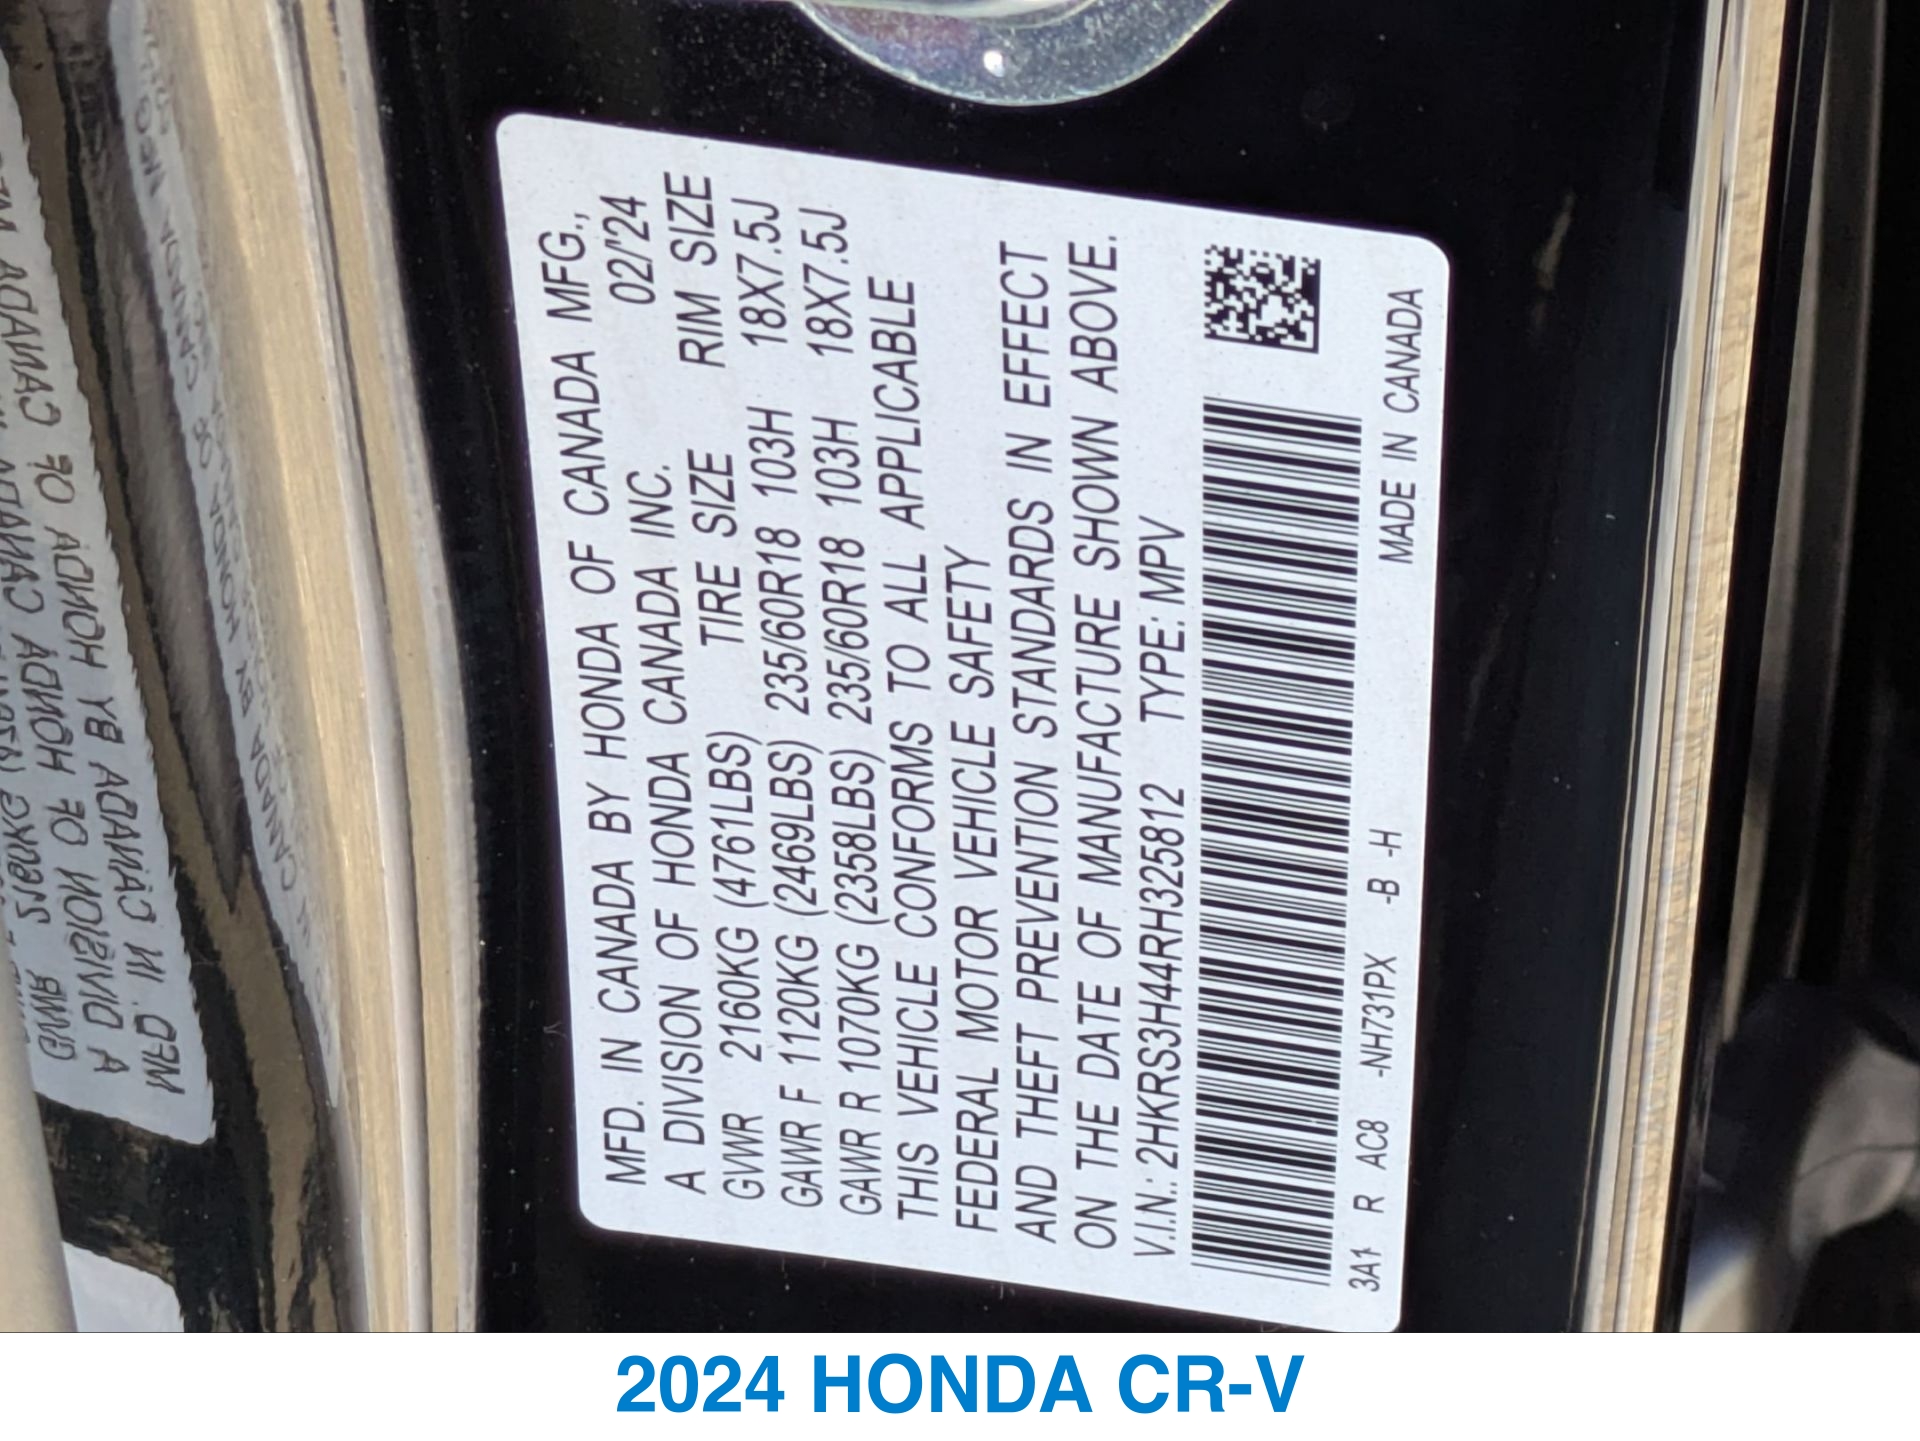 MFD. IN CANADA BY HONDA OF CANADA MFG.,
A DIVISION OF HONDA CANADA INC. 02/'24
GVWR 2160KG (4761LBS) TIRE SIZE RIM SIZE
GAWR F 1120KG (2469LBS) 235/60R18 103H 18X7.5J
GAWR R 1070KG (2358LBS) 235/60R18 103H 18X7.5J
THIS VEHICLE CONFORMS TO ALL APPLICABLE
FEDERAL MOTOR VEHICLE SAFETY
AND THEFT PREVENTION STANDARDS IN EFFECT
ON THE DATE OF MANUFACTURE SHOWN ABOVE.
V.I.N.: 2HKRS3H44RH325812 TYPE: MPV
3A1 R AC8 -NH731PX -B -H MADE IN CANADA
2024 HONDA CR-V